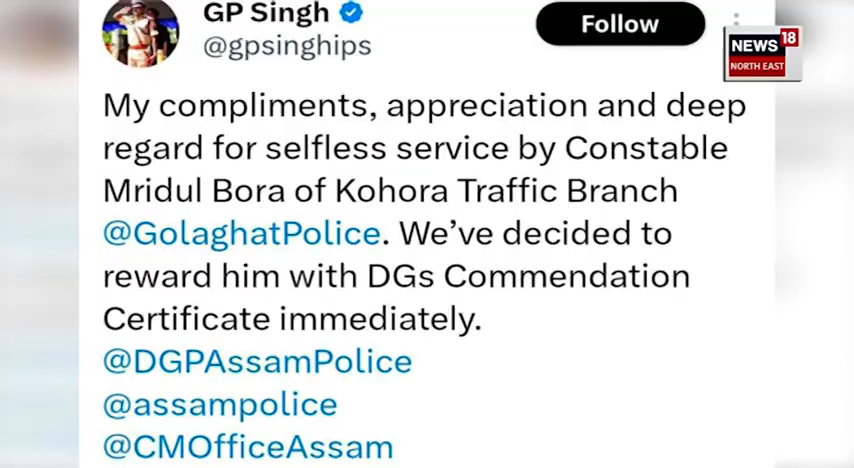 GP Singh
@gpsinghips
Follow
NEWS 18
NORTH EAST
My compliments, appreciation and deep
regard for selfless service by Constable
Mridul Bora of Kohora Traffic Branch
@GolaghatPolice. We've decided to
reward him with DGs Commendation
Certificate immediately.
@DGPAssamPolice
@assampolice
@CMOfficeAssam